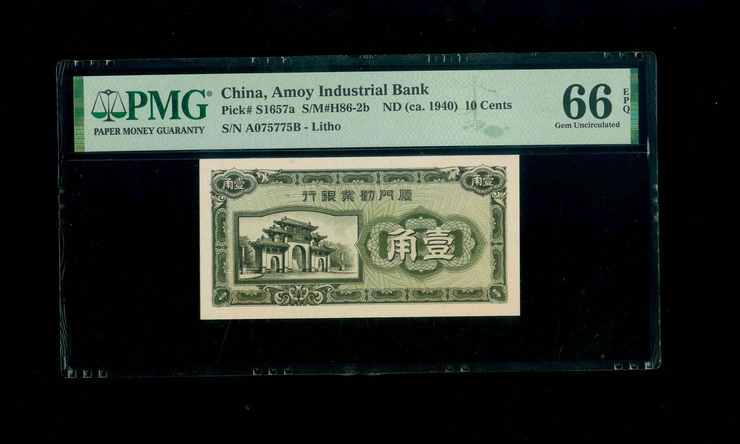 PMG
PAPER MONEY GUARANTY
China, Amoy Industrial Bank
Pick# S1657a S/M#H86-2b ND (ca. 1940) 10 Cents
S/N A075775B - Litho
66 EPQ
Gem Uncirculated
角壹 角壹
行銀業勸門廈
角壹